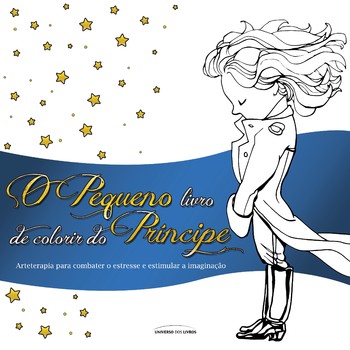 O Pequeno livro
de colorir do Príncipe
Arteterapia para combater o estresse e estimular a imaginação
UNIVERSO DOS LIVROS